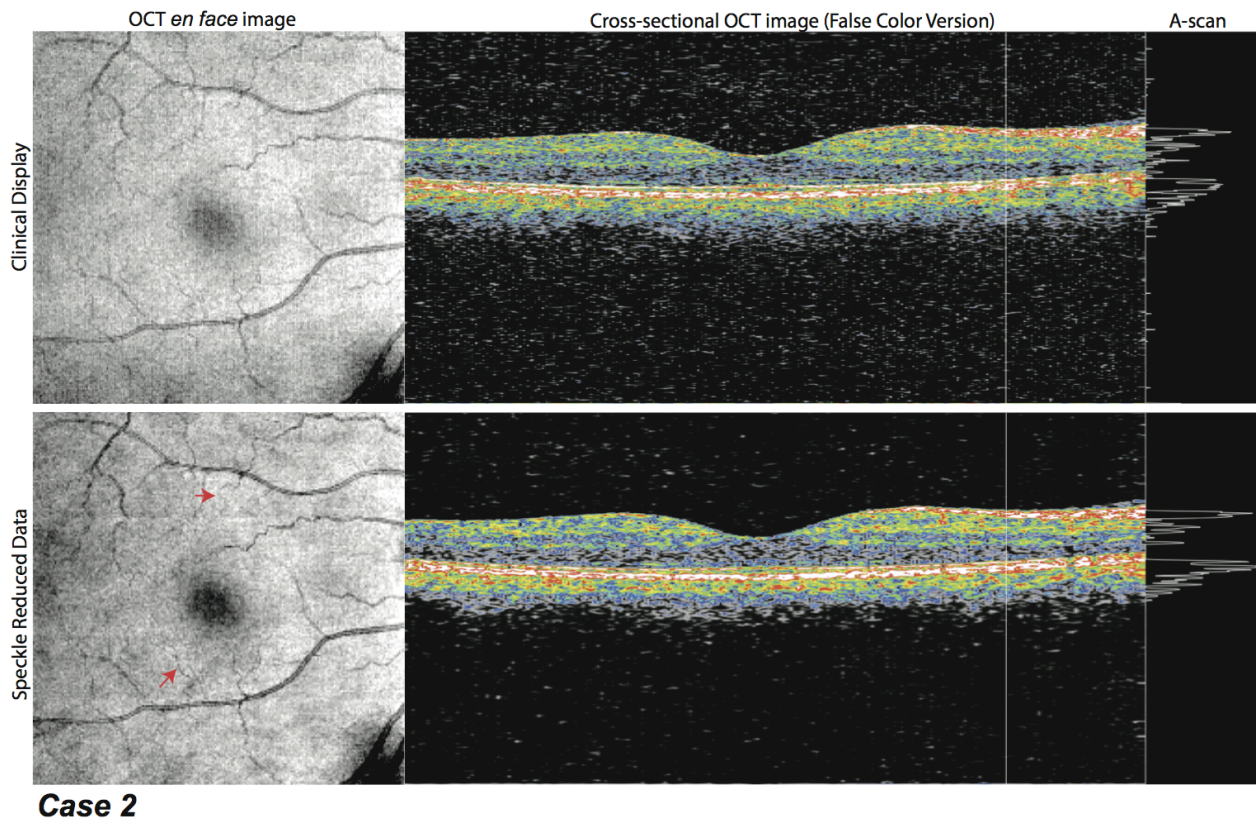 OCT en face image
Cross-sectional OCT image (False Color Version)
A-scan
Clinical Display
Speckle Reduced Data
Case 2